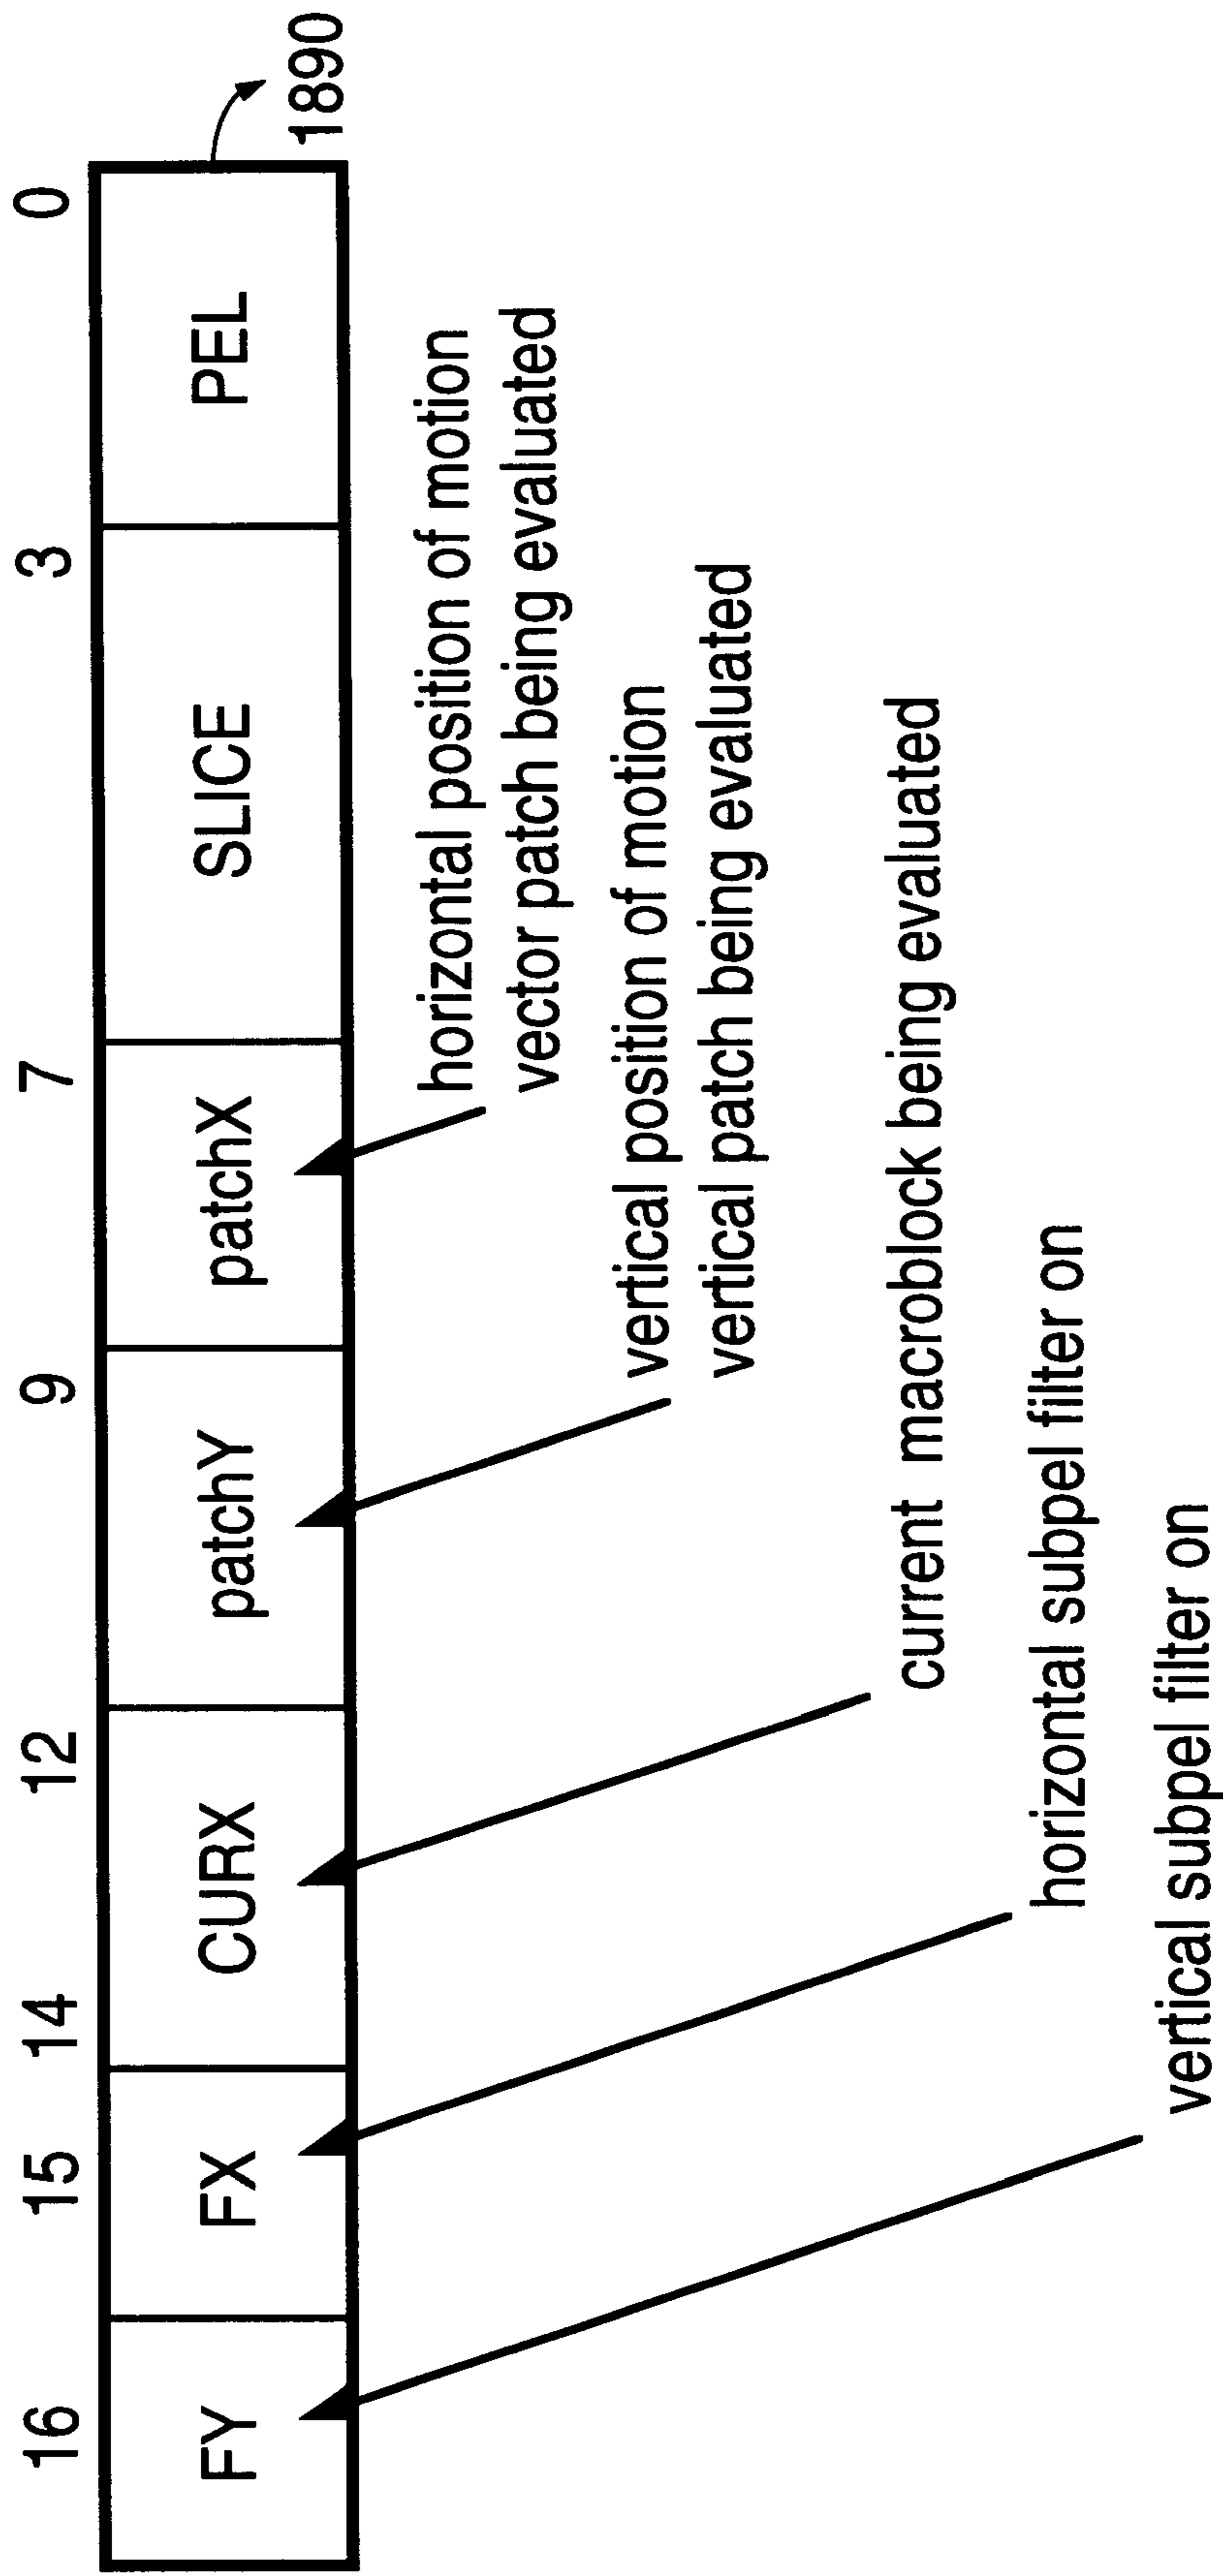 16 15 14 12 9 7 3 0
FY FX CURX patchY patchX SLICE PEL
1890
horizontal position of motion
vector patch being evaluated
vertical position of motion
vertical patch being evaluated
current macroblock being evaluated
horizontal subpel filter on
vertical subpel filter on